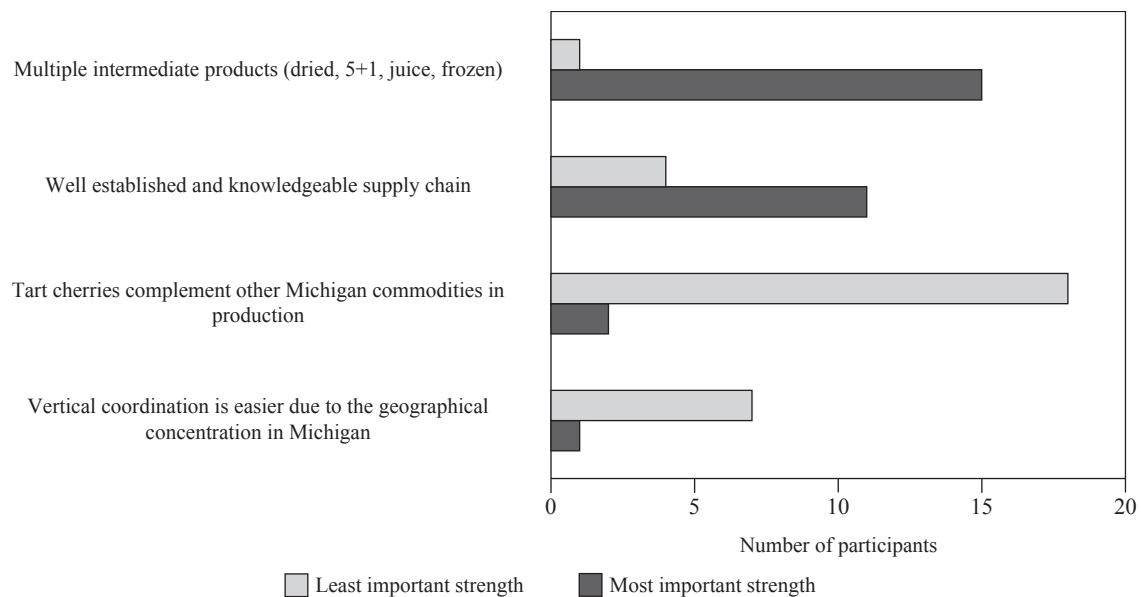 Multiple intermediate products (dried, 5+1, juice, frozen)
Well established and knowledgeable supply chain
Tart cherries complement other Michigan commodities in
production
Vertical coordination is easier due to the geographical
concentration in Michigan
0 5 10 15 20
Number of participants
Least important strength Most important strength